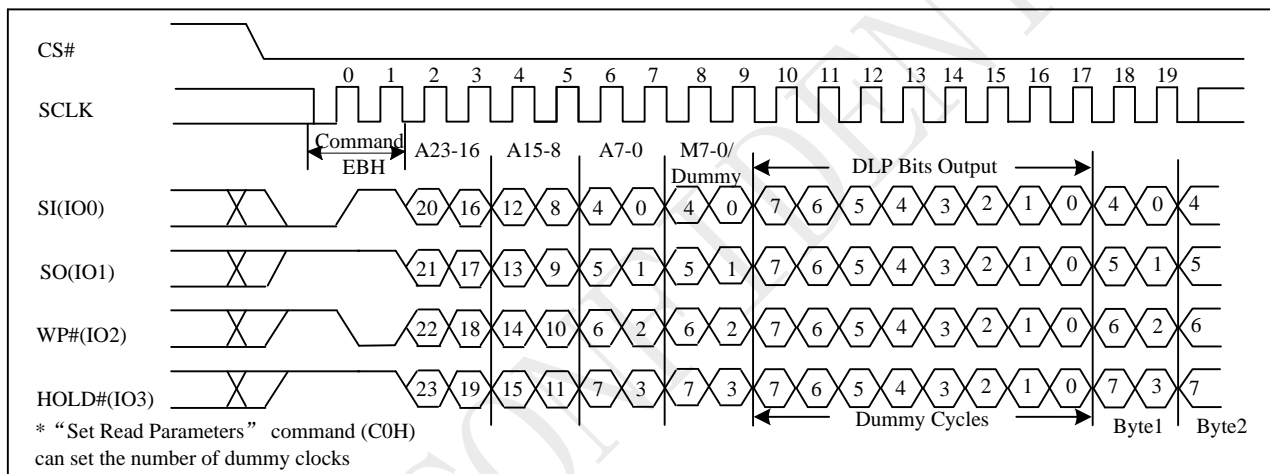 CS#
0 1 2 3 4 5 6 7 8 9 10 11 12 13 14 15 16 17 18 19
SCLK
Command
EBH
A23-16 A15-8 A7-0 M7-0/
Dummy
DLP Bits Output
SI(IO0) 20 16 12 8 4 0 4 0 7 6 5 4 3 2 1 0 4 0 4
SO(IO1) 21 17 13 9 5 1 5 1 7 6 5 4 3 2 1 0 5 1 5
WP#(IO2) 22 18 14 10 6 2 6 2 7 6 5 4 3 2 1 0 6 2 6
HOLD#(IO3) 23 19 15 11 7 3 7 3 7 6 5 4 3 2 1 0 7 3 7
Dummy Cycles Byte1 Byte2
* “Set Read Parameters” command (C0H)
can set the number of dummy clocks